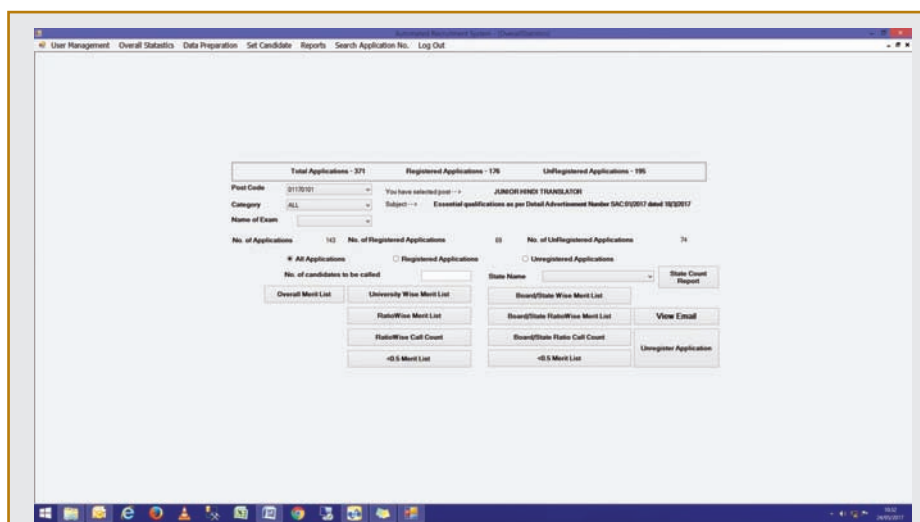 Automated Recruitment System - [OverallStatistics]
User Management Overall Statastics Data Preparation Set Candidate Reports Search Application No. Log Out
Total Applications - 371 Registered Applications - 176 UnRegistered Applications - 195
Post Code 01170101 You have selected post ---> JUNIOR HINDI TRANSLATOR
Category ALL Subject ---> Essential qualifications as per Detail Advertisement Number SAC:01/2017 dated 18/3/2017
Name of Exam
No. of Applications 143 No. of Registered Applications 69 No. of UnRegistered Applications 74
All Applications Registered Applications Unregistered Applications
No. of candidates to be called State Name State Count Report
Overall Merit List University Wise Merit List Board/State Wise Merit List
RatioWise Merit List Board/State RatioWise Merit List View Email
RatioWise Call Count Board/State Ratio Call Count Unregister Application
<0.5 Merit List <0.5 Merit List